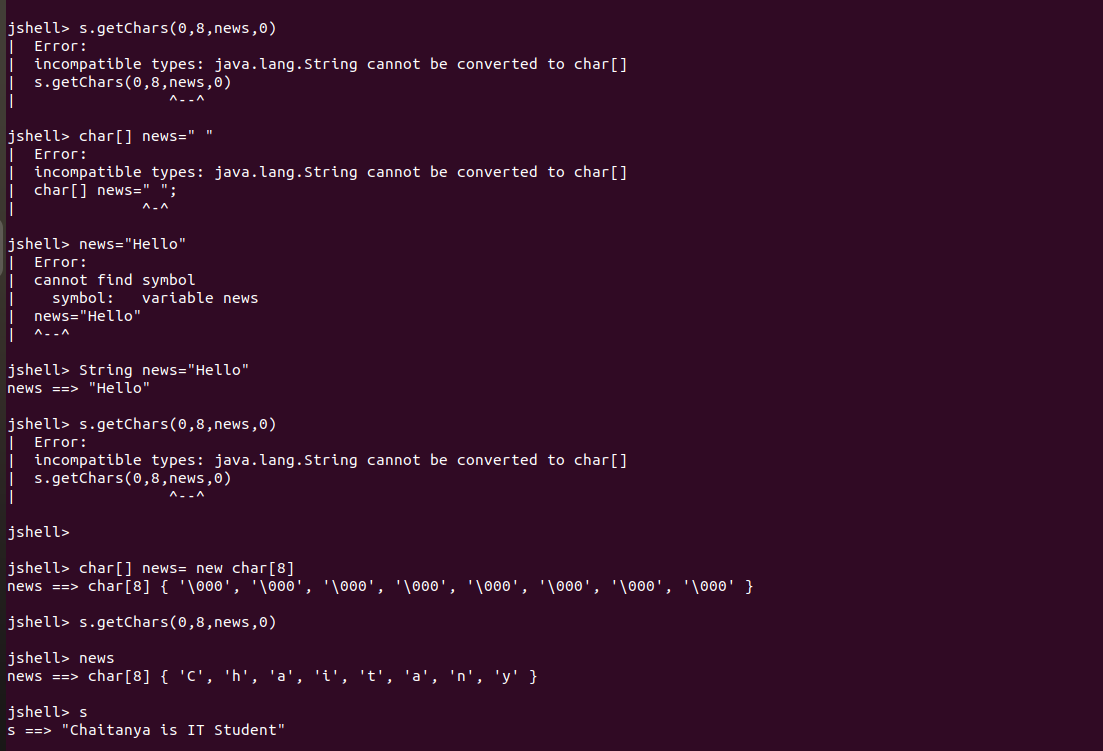 jshell> s.getChars(0,8,news,0)
|  Error:
|  incompatible types: java.lang.String cannot be converted to char[]
|  s.getChars(0,8,news,0)
|                 ^--^
jshell> char[] news=" "
|  Error:
|  incompatible types: java.lang.String cannot be converted to char[]
|  char[] news=" ";
|              ^-^
jshell> news="Hello"
|  Error:
|  cannot find symbol
|    symbol:   variable news
|  news="Hello"
|  ^--^
jshell> String news="Hello"
news ==> "Hello"
jshell> s.getChars(0,8,news,0)
|  Error:
|  incompatible types: java.lang.String cannot be converted to char[]
|  s.getChars(0,8,news,0)
|                 ^--^
jshell>
jshell> char[] news= new char[8]
news ==> char[8] { '\000', '\000', '\000', '\000', '\000', '\000', '\000', '\000' }
jshell> s.getChars(0,8,news,0)
jshell> news
news ==> char[8] { 'C', 'h', 'a', 'i', 't', 'a', 'n', 'y' }
jshell> s
s ==> "Chaitanya is IT Student"